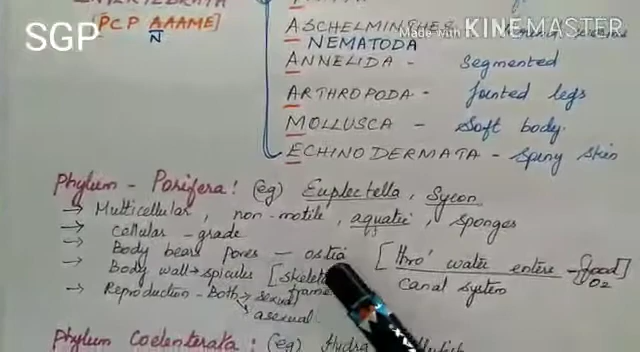 SGP
Made with KINEMASTER
[PCP AAAME]
N
ASCHELMINTHES
NEMATODA
ANNELIDA - Segmented
ARTHROPODA - Jointed legs
MOLLUSCA - Soft body.
ECHINODERMATA - Spiny skin
Phylum - Porifera: (eg) Euplectella, Sycon
→ Multicellular, non-motile, aquatic, sponges
→ Cellular-grade
→ Body bears pores - ostia [thro' water enters - food]
O2
→ Body wall → spicules [skeletal
frame
canal system
→ Reproduction - Both → sexual
→ asexual.
Phylum Coelenterata: (eg) Hydra